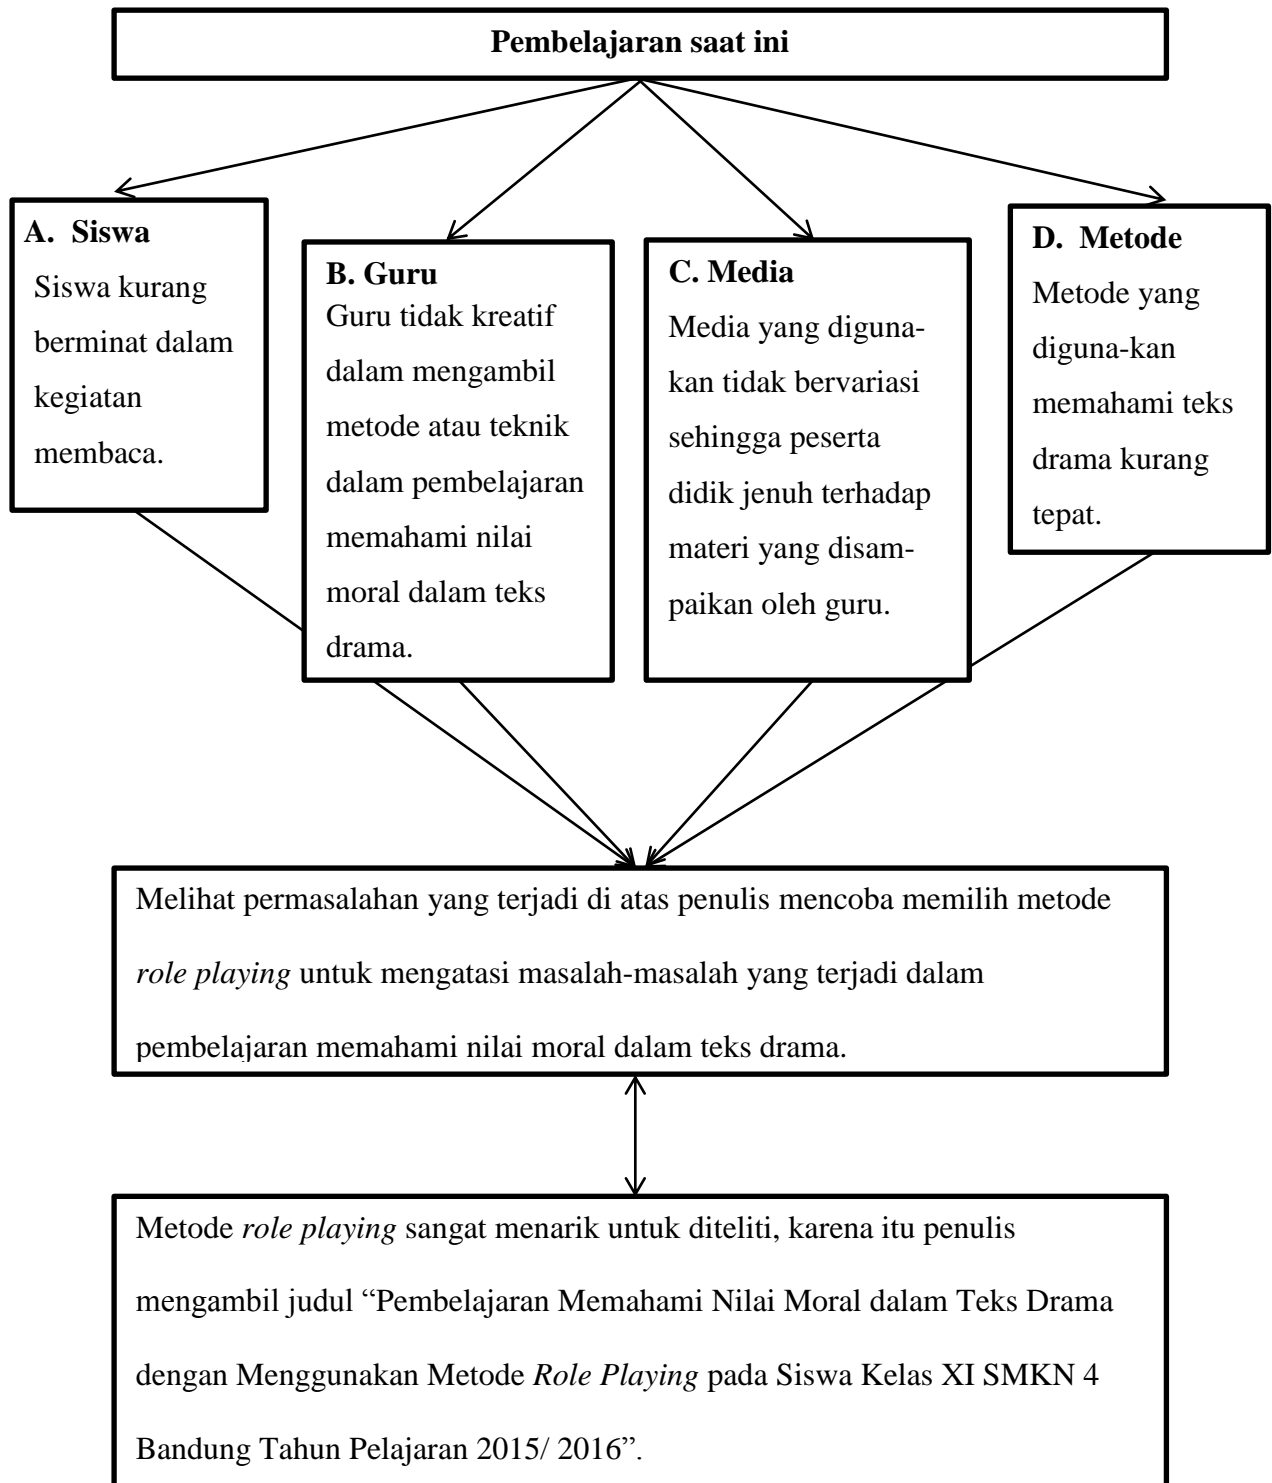 Pembelajaran saat ini
A. Siswa
Siswa kurang
berminat dalam
kegiatan
membaca.
B. Guru
Guru tidak kreatif
dalam mengambil
metode atau teknik
dalam pembelajaran
memahami nilai
moral dalam teks
drama.
C. Media
Media yang diguna-
kan tidak bervariasi
sehingga peserta
didik jenuh terhadap
materi yang disam-
paikan oleh guru.
D. Metode
Metode yang
diguna-kan
memahami teks
drama kurang
tepat.
Melihat permasalahan yang terjadi di atas penulis mencoba memilih metode
role playing untuk mengatasi masalah-masalah yang terjadi dalam
pembelajaran memahami nilai moral dalam teks drama.
Metode role playing sangat menarik untuk diteliti, karena itu penulis
mengambil judul “Pembelajaran Memahami Nilai Moral dalam Teks Drama
dengan Menggunakan Metode Role Playing pada Siswa Kelas XI SMKN 4
Bandung Tahun Pelajaran 2015/ 2016”.